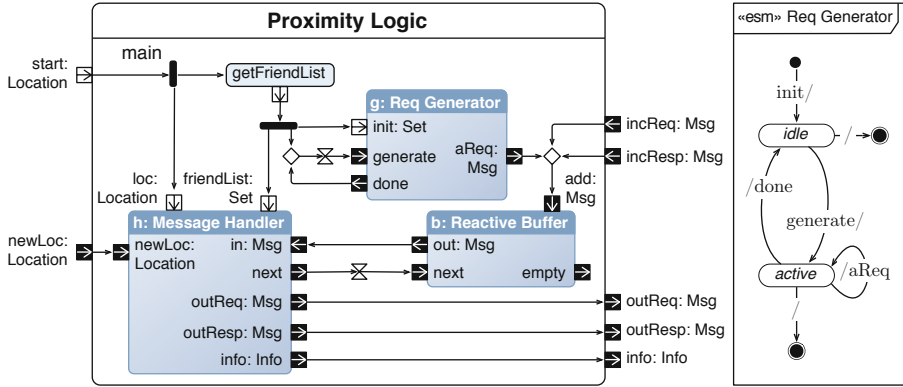 Proximity Logic
«esm» Req Generator
main
start:
Location
getFriendList
g: Req Generator
init: Set
generate
aReq:
Msg
done
incReq: Msg
incResp: Msg
loc:
Location
friendList:
Set
add:
Msg
h: Message Handler
b: Reactive Buffer
newLoc:
Location
newLoc:
Location
in: Msg
out: Msg
next
next
empty
outReq: Msg
outReq: Msg
outResp: Msg
outResp: Msg
info: Info
info: Info
init/
idle
/
/done
generate/
active
/aReq
/